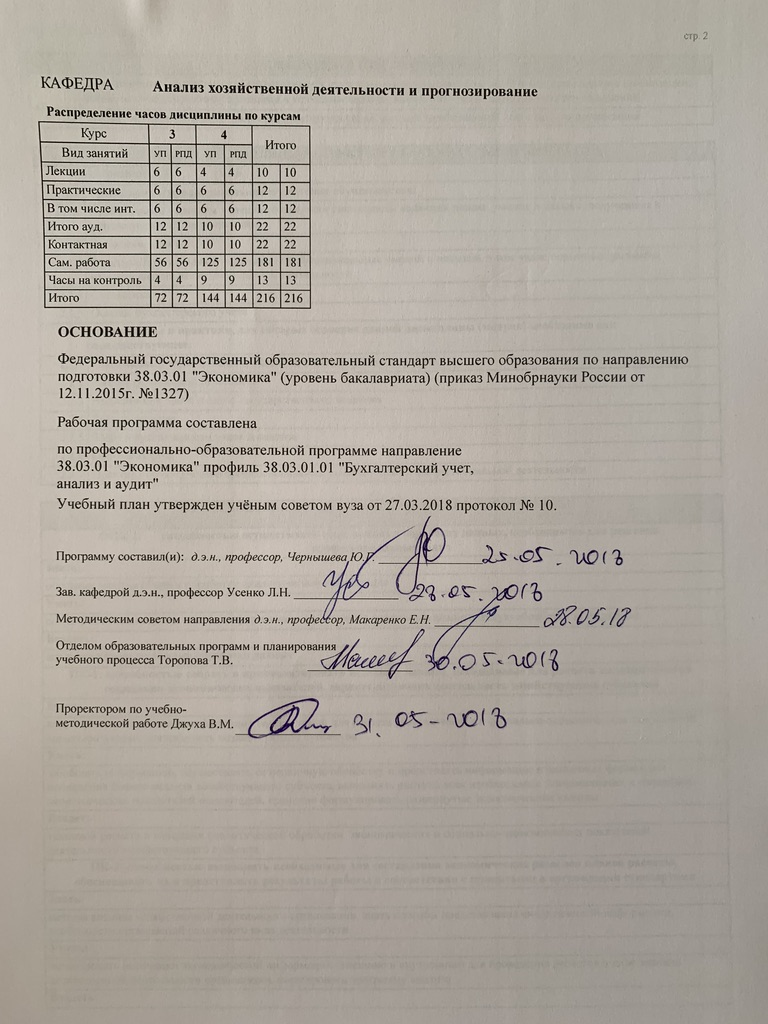 стр. 2
КАФЕДРА Анализ хозяйственной деятельности и прогнозирование
Распределение часов дисциплины по курсам
Курс 3 4 Итого
Вид занятий УП РПД УП РПД
Лекции 6 6 4 4 10 10
Практические 6 6 6 6 12 12
В том числе инт. 6 6 6 6 12 12
Итого ауд. 12 12 10 10 22 22
Контактная 12 12 10 10 22 22
Сам. работа 56 56 125 125 181 181
Часы на контроль 4 4 9 9 13 13
Итого 72 72 144 144 216 216
ОСНОВАНИЕ
Федеральный государственный образовательный стандарт высшего образования по направлению
подготовки 38.03.01 "Экономика" (уровень бакалавриата) (приказ Минобрнауки России от
12.11.2015г. №1327)
Рабочая программа составлена
по профессионально-образовательной программе направление
38.03.01 "Экономика" профиль 38.03.01.01 "Бухгалтерский учет,
анализ и аудит"
Учебный план утвержден учёным советом вуза от 27.03.2018 протокол № 10.
Программу составил(и): д.э.н., профессор, Чернышева Ю.Г. 25.05.2018
Зав. кафедрой д.э.н., профессор Усенко Л.Н. 28.05.2018
Методическим советом направления д.э.н., профессор, Макаренко Е.Н. 28.05.18
Отделом образовательных программ и планирования
учебного процесса Торопова Т.В. 30.05-2018
Проректором по учебно-
методической работе Джуха В.М. 31.05-2018